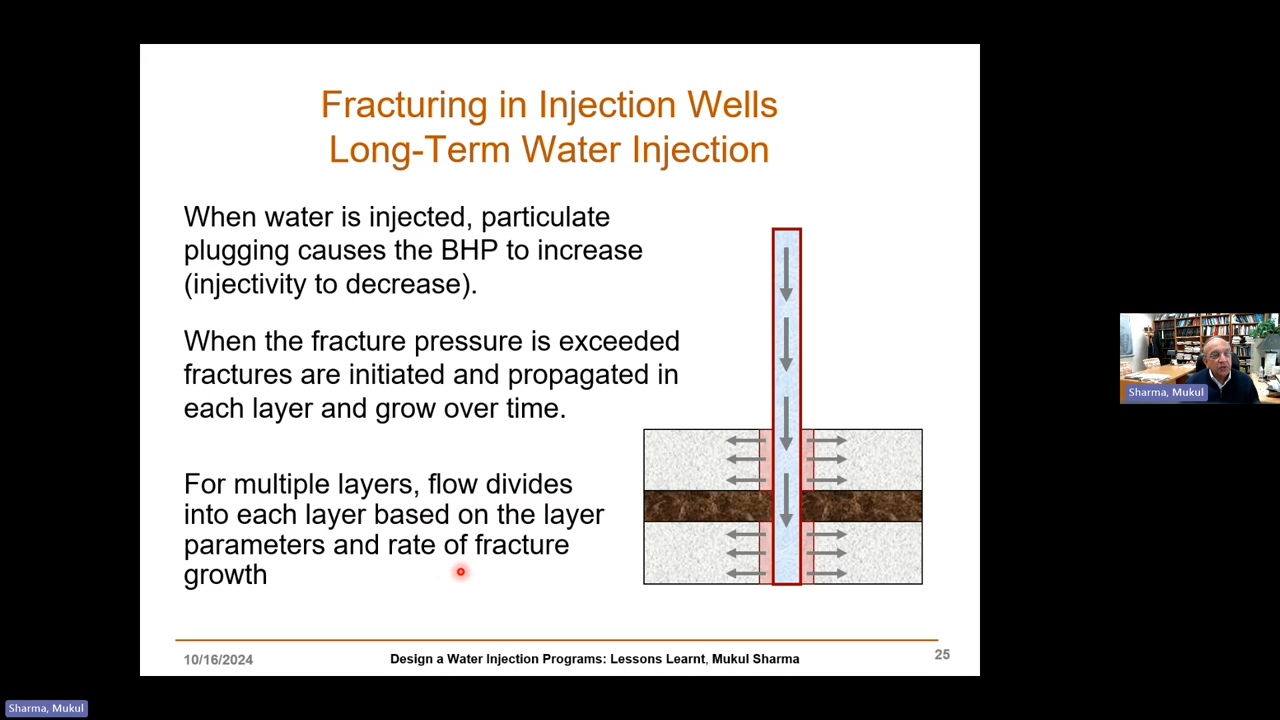 Fracturing in Injection Wells
Long-Term Water Injection
When water is injected, particulate
plugging causes the BHP to increase
(injectivity to decrease).
When the fracture pressure is exceeded
fractures are initiated and propagated in
each layer and grow over time.
For multiple layers, flow divides
into each layer based on the layer
parameters and rate of fracture
growth
10/16/2024
Design a Water Injection Programs: Lessons Learnt, Mukul Sharma
25
Sharma, Mukul
Sharma, Mukul